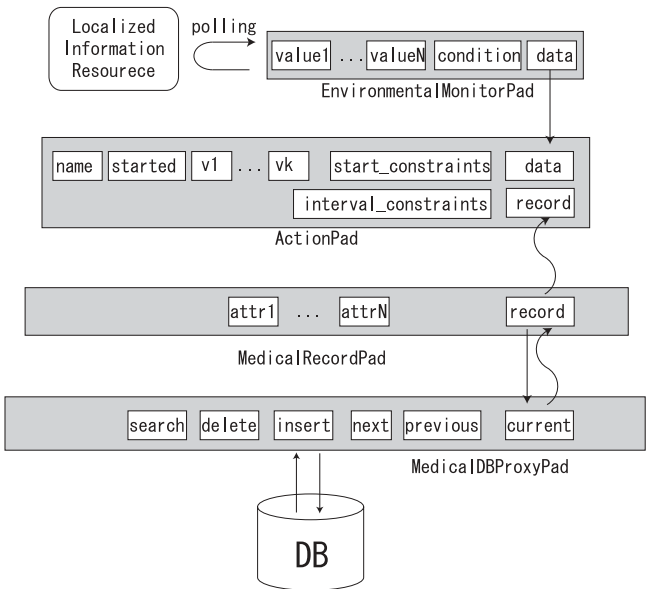 Localized
Information
Resourece
polling
value1 ... valueN condition data
EnvironmentalMonitorPad
name started v1 ... vk start_constraints data
interval_constraints record
ActionPad
attr1 ... attrN record
MedicalRecordPad
search delete insert next previous current
MedicalDBProxyPad
DB